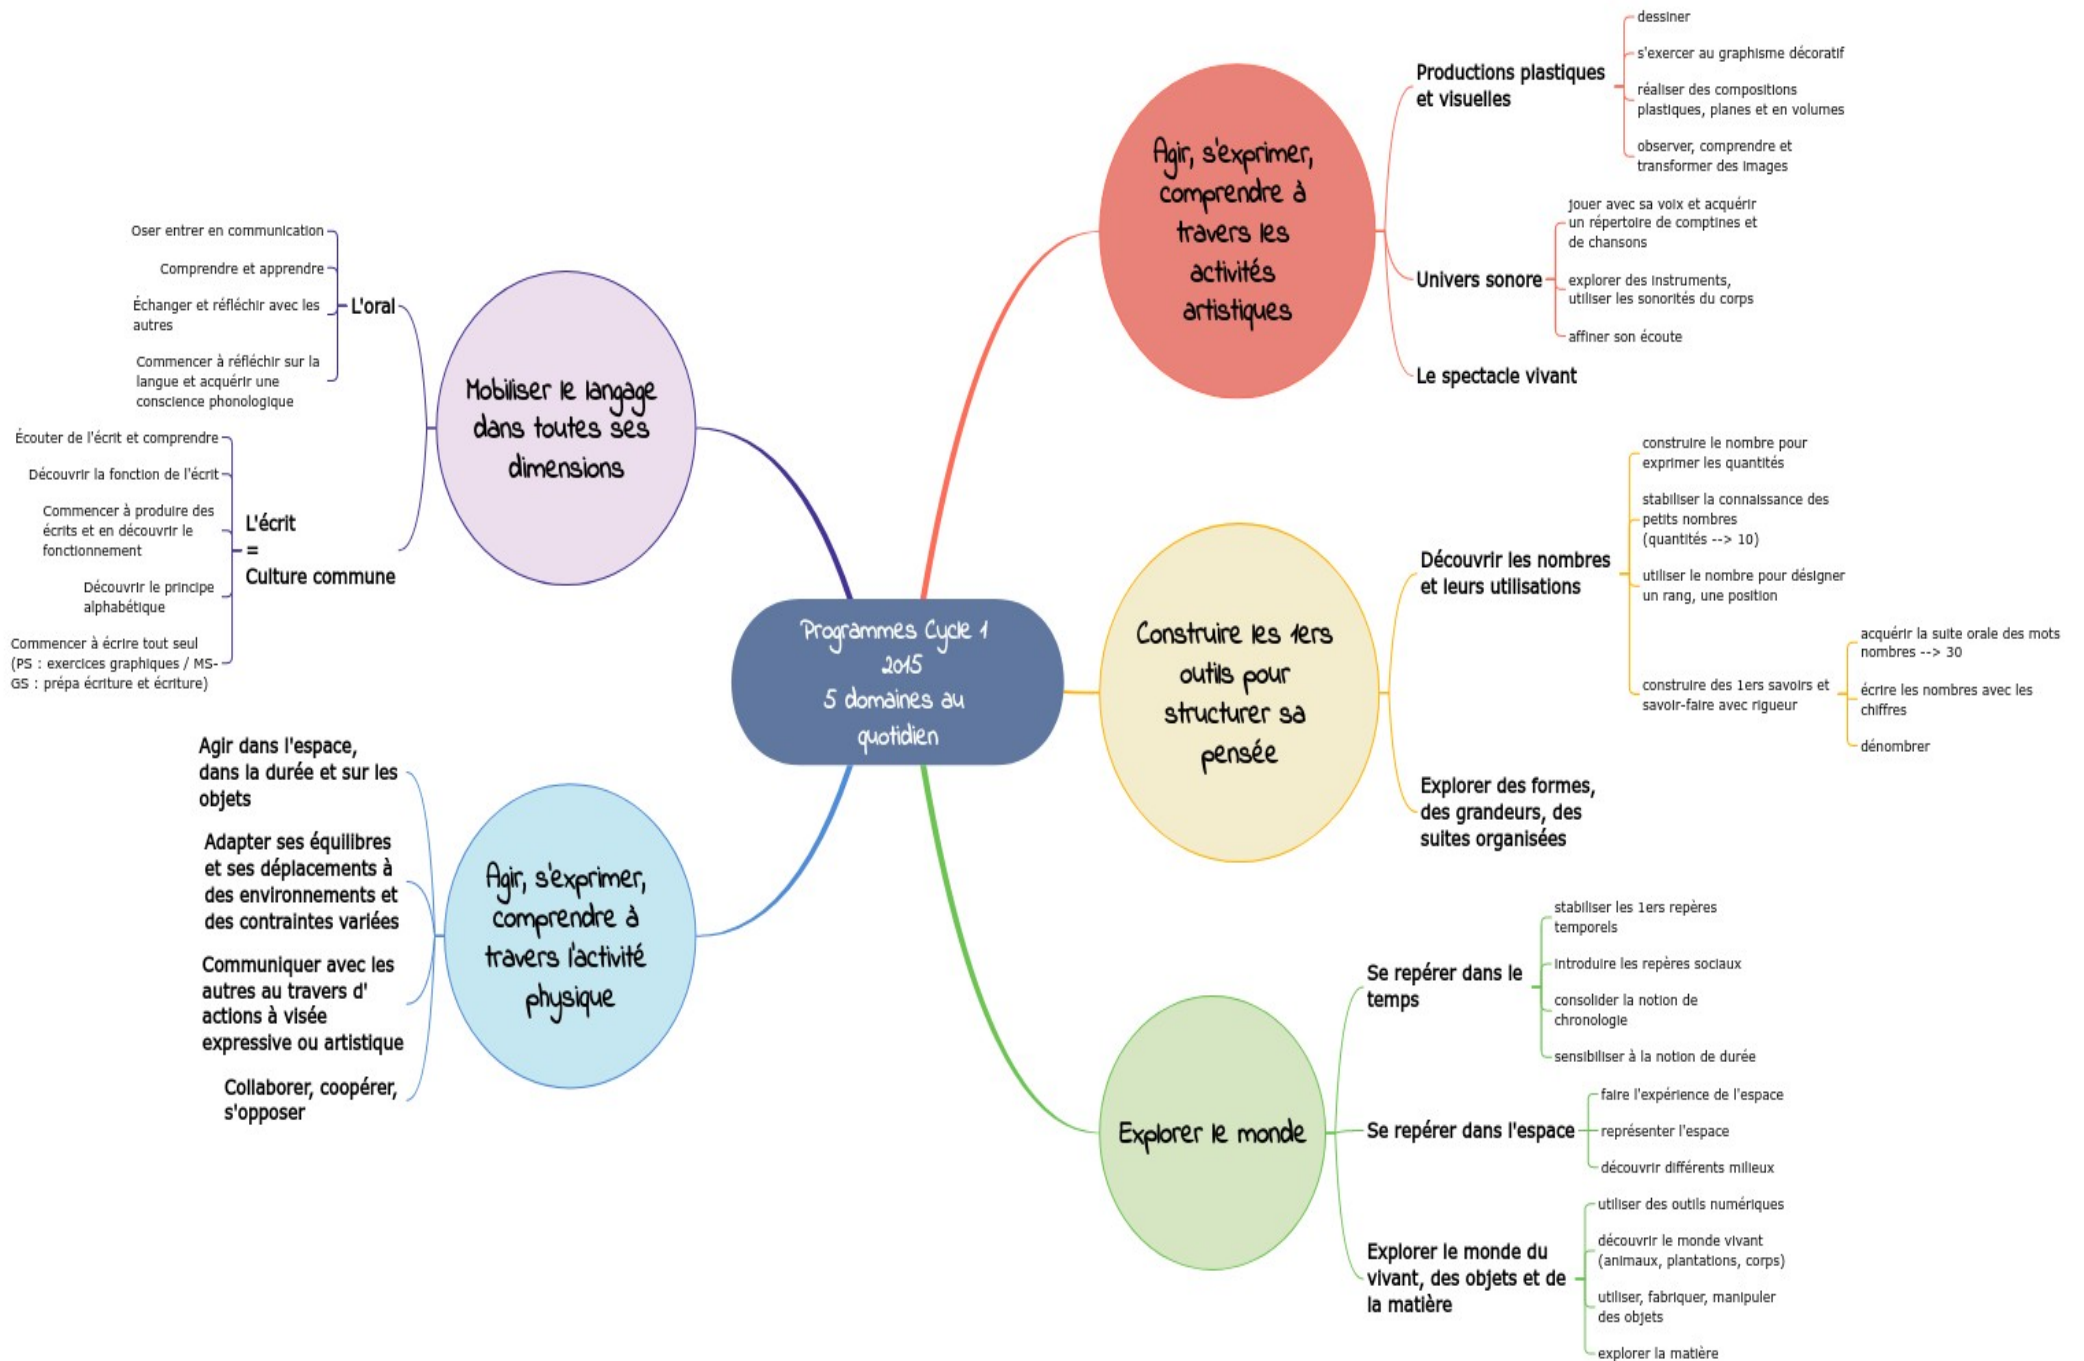 Programmes Cycle 1
2015
5 domaines au
quotidien
Mobiliser le langage
dans toutes ses
dimensions
L'oral
Oser entrer en communication
Comprendre et apprendre
Échanger et réfléchir avec les
autres
Commencer à réfléchir sur la
langue et acquérir une
conscience phonologique
L'écrit
=
Culture commune
Écouter de l'écrit et comprendre
Découvrir la fonction de l'écrit
Commencer à produire des
écrits et en découvrir le
fonctionnement
Découvrir le principe
alphabétique
Commencer à écrire tout seul
(PS : exercices graphiques / MS-
GS : prépa écriture et écriture)
Agir, s'exprimer,
comprendre à
travers l'activité
physique
Agir dans l'espace,
dans la durée et sur les
objets
Adapter ses équilibres
et ses déplacements à
des environnements et
des contraintes variées
Communiquer avec les
autres au travers d'
actions à visée
expressive ou artistique
Collaborer, coopérer,
s'opposer
Agir, s'exprimer,
comprendre à
travers les
activités
artistiques
Productions plastiques
et visuelles
dessiner
s'exercer au graphisme décoratif
réaliser des compositions
plastiques, planes et en volumes
observer, comprendre et
transformer des images
Univers sonore
jouer avec sa voix et acquérir
un répertoire de comptines et
de chansons
explorer des instruments,
utiliser les sonorités du corps
affiner son écoute
Le spectacle vivant
Construire les 1ers
outils pour
structurer sa
pensée
Découvrir les nombres
et leurs utilisations
construire le nombre pour
exprimer les quantités
stabiliser la connaissance des
petits nombres
(quantités --> 10)
utiliser le nombre pour désigner
un rang, une position
construire des 1ers savoirs et
savoir-faire avec rigueur
acquérir la suite orale des mots
nombres --> 30
écrire les nombres avec les
chiffres
dénombrer
Explorer des formes,
des grandeurs, des
suites organisées
Explorer le monde
Se repérer dans le
temps
stabiliser les 1ers repères
temporels
introduire les repères sociaux
consolider la notion de
chronologie
sensibiliser à la notion de durée
Se repérer dans l'espace
faire l'expérience de l'espace
représenter l'espace
découvrir différents milieux
Explorer le monde du
vivant, des objets et de
la matière
utiliser des outils numériques
découvrir le monde vivant
(animaux, plantations, corps)
utiliser, fabriquer, manipuler
des objets
explorer la matière